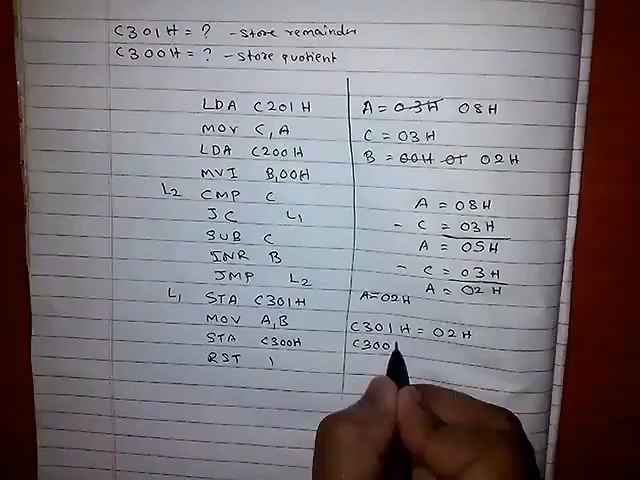 C301H = ? - Store remainder
C300H = ? - Store quotient
LDA C201H
MOV C, A
LDA C200H
MVI B,00H
L2 CMP C
JC L1
SUB C
INR B
JMP L2
L1 STA C301H
MOV A,B
STA C300H
RST 1
A = 03H 08H
C = 03H
B = 00H 01 02H
A = 08H
- C = 03H
A = 05H
- C = 03H
A = 02H
A=02H
C301H = 02H
C300